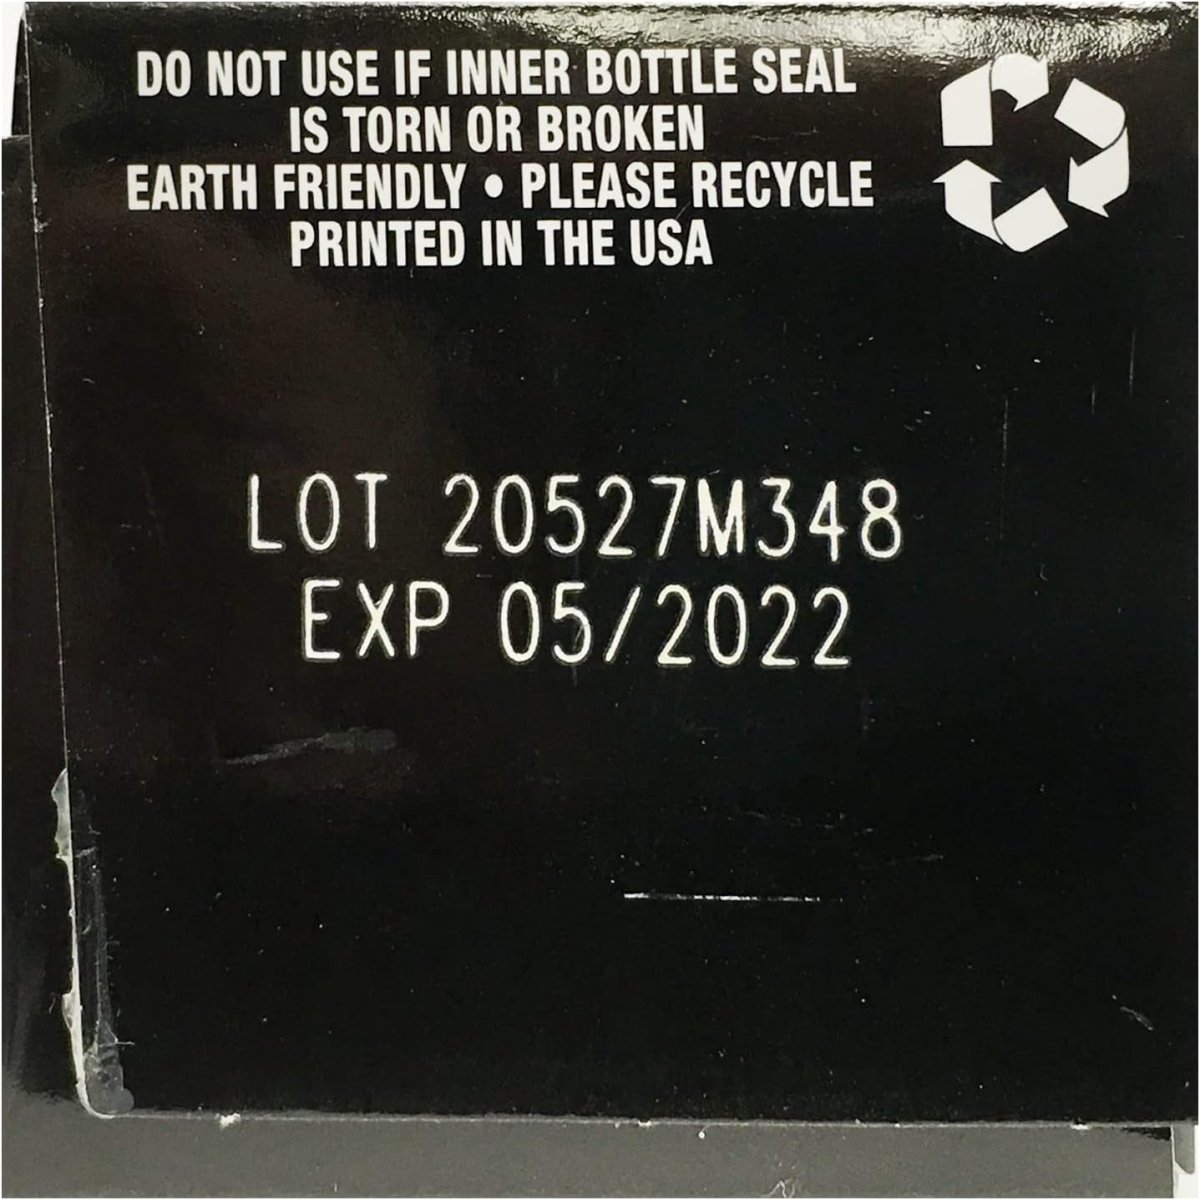 DO NOT USE IF INNER BOTTLE SEAL
IS TORN OR BROKEN
EARTH FRIENDLY • PLEASE RECYCLE
PRINTED IN THE USA
LOT 20527M348
EXP 05/2022